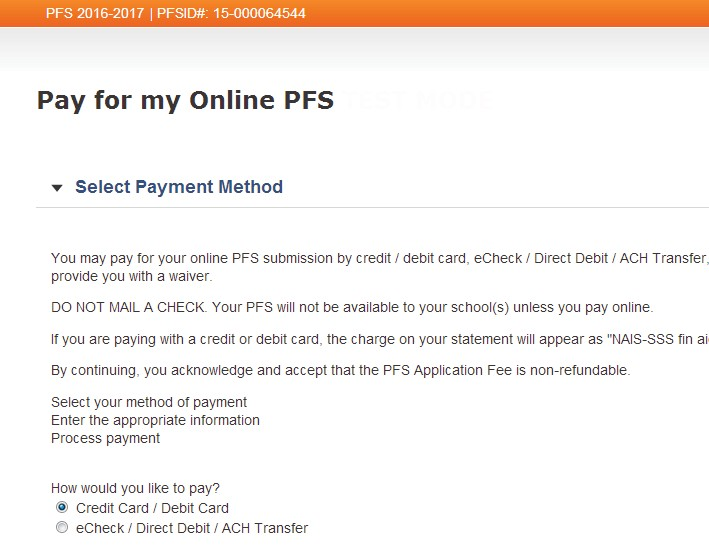 PFS 2016-2017 | PFSID#: 15-000064544
Pay for my Online PFS
Select Payment Method
You may pay for your online PFS submission by credit / debit card, eCheck / Direct Debit / ACH Transfer,
provide you with a waiver.
DO NOT MAIL A CHECK. Your PFS will not be available to your school(s) unless you pay online.
If you are paying with a credit or debit card, the charge on your statement will appear as "NAIS-SSS fin ai
By continuing, you acknowledge and accept that the PFS Application Fee is non-refundable.
Select your method of payment
Enter the appropriate information
Process payment
How would you like to pay?
Credit Card / Debit Card
eCheck / Direct Debit / ACH Transfer